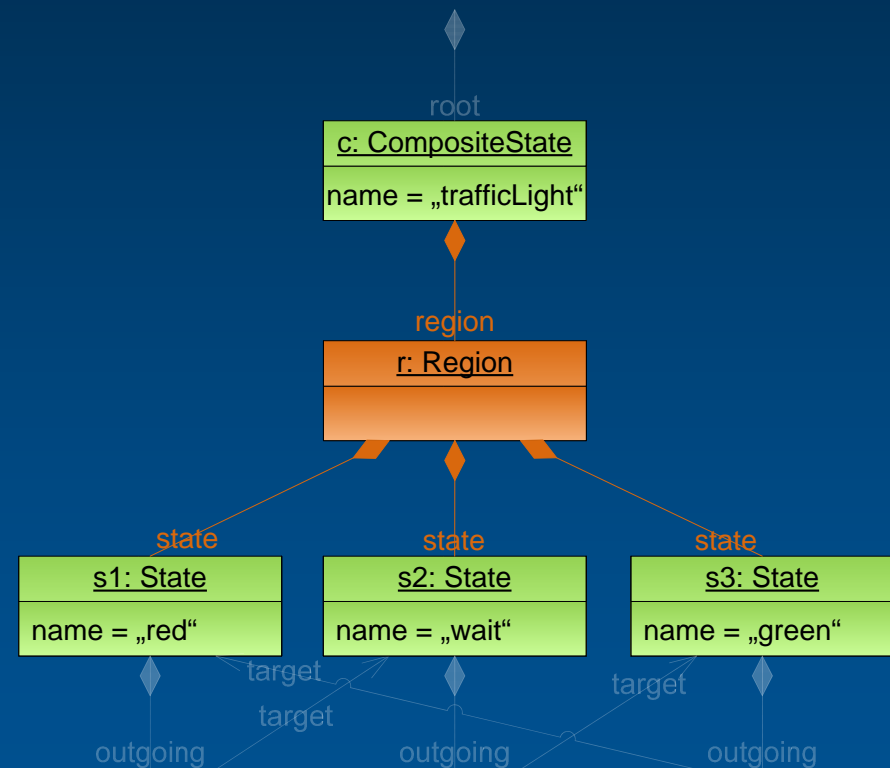 root
c: CompositeState
name = „trafficLight“
region
r: Region
state state state
s1: State s2: State s3: State
name = „red“ name = „wait“ name = „green“
target target
target
outgoing outgoing outgoing